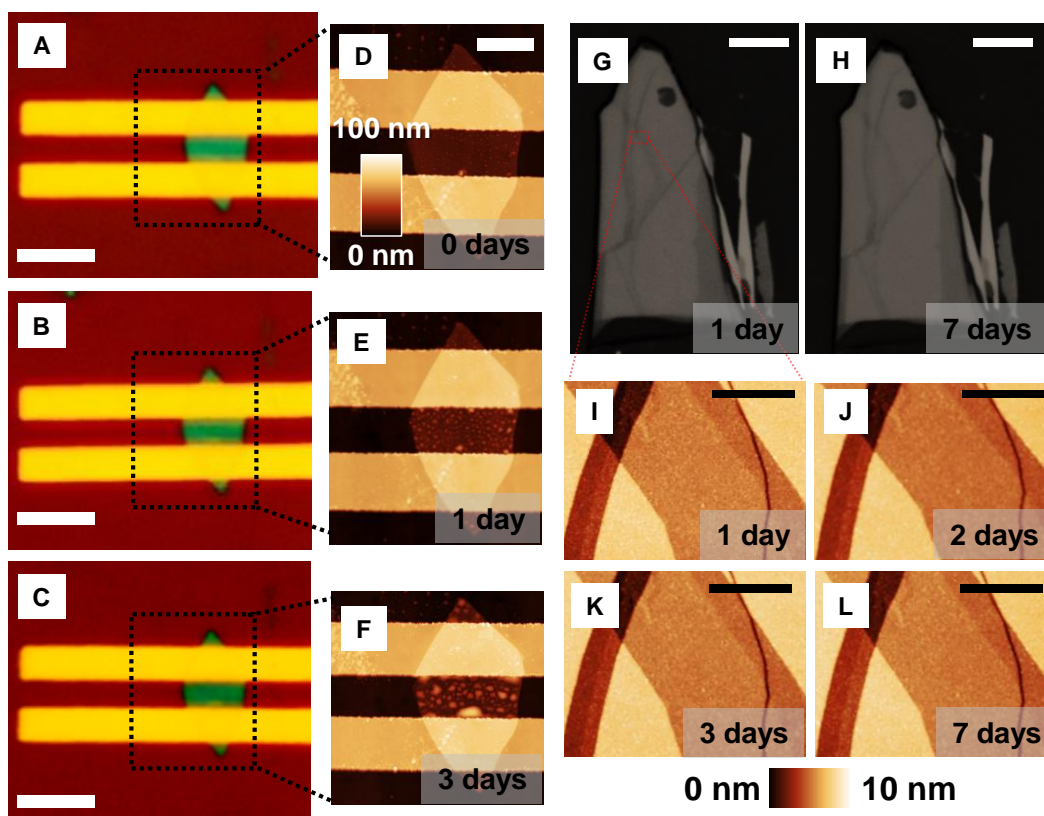 A
B
C
D
100 nm
0 nm
0 days
E
1 day
F
3 days
G
1 day
H
7 days
I
1 day
J
2 days
K
3 days
L
7 days
0 nm 10 nm